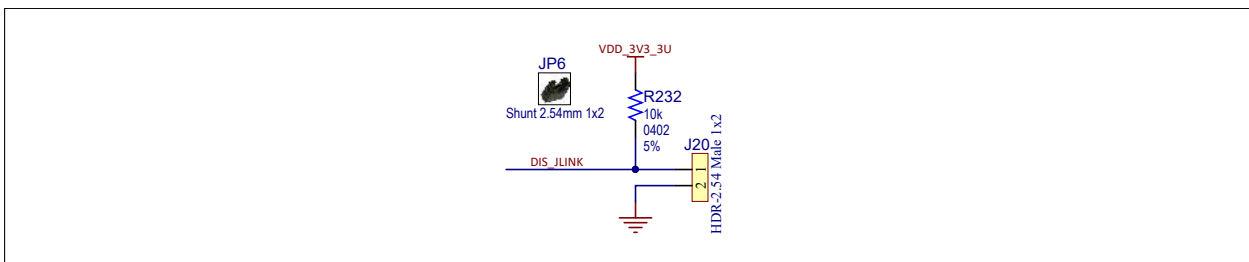 VDD_3V3_3U
JP6
Shunt 2.54mm 1x2
R232
10k
0402
5%
DIS_JLINK
J20
1
2
HDR-2.54 Male 1x2